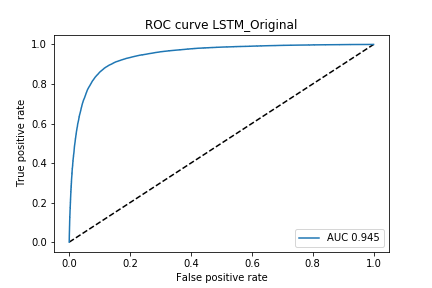 ROC curve LSTM_Original
1.0
0.8
0.6
0.4
0.2
0.0
True positive rate
AUC 0.945
0.0 0.2 0.4 0.6 0.8 1.0
False positive rate